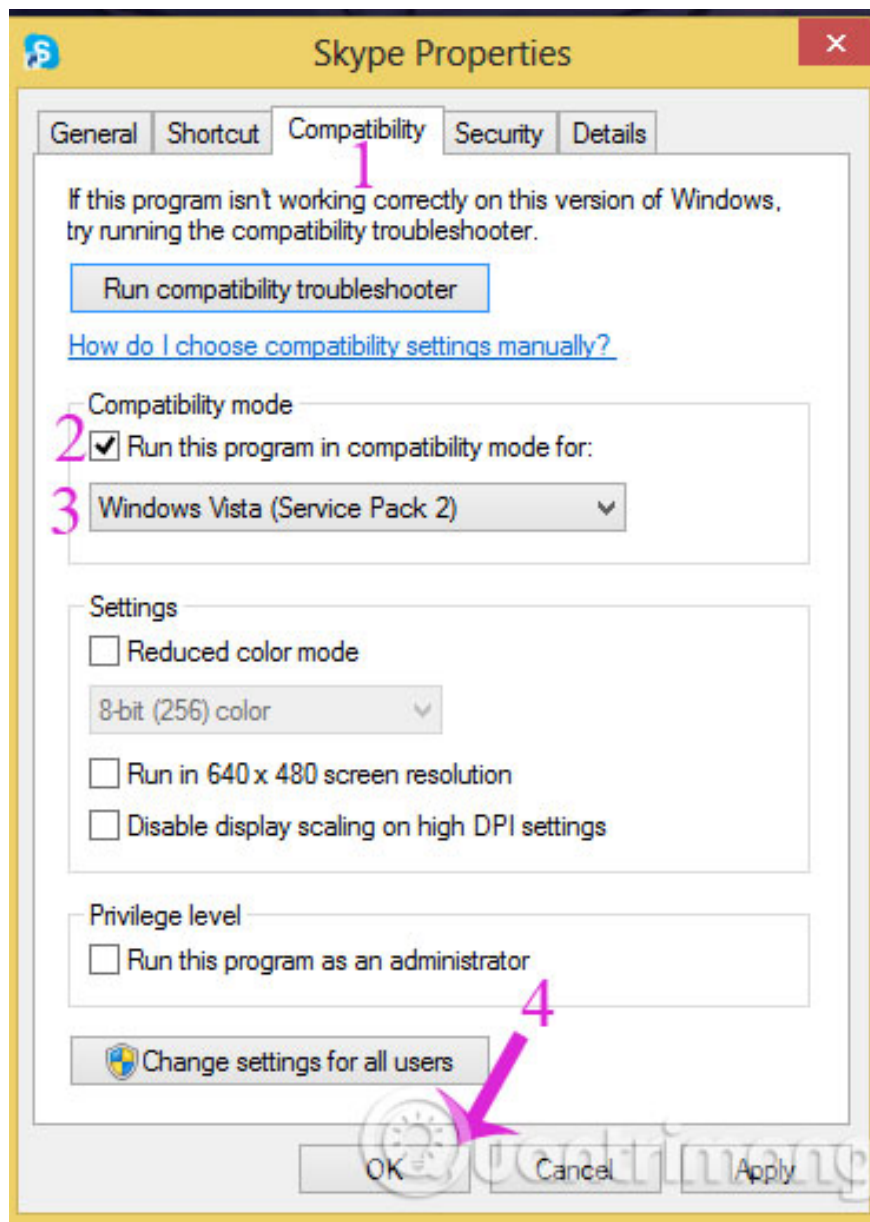 Skype Properties
General Shortcut Compatibility Security Details
1
If this program isn't working correctly on this version of Windows,
try running the compatibility troubleshooter.
Run compatibility troubleshooter
How do I choose compatibility settings manually?
Compatibility mode
2 Run this program in compatibility mode for:
3 Windows Vista (Service Pack 2)
Settings
Reduced color mode
8-bit (256) color
Run in 640 x 480 screen resolution
Disable display scaling on high DPI settings
Privilege level
Run this program as an administrator
4
Change settings for all users
OK Cancel Apply
Quantrimang